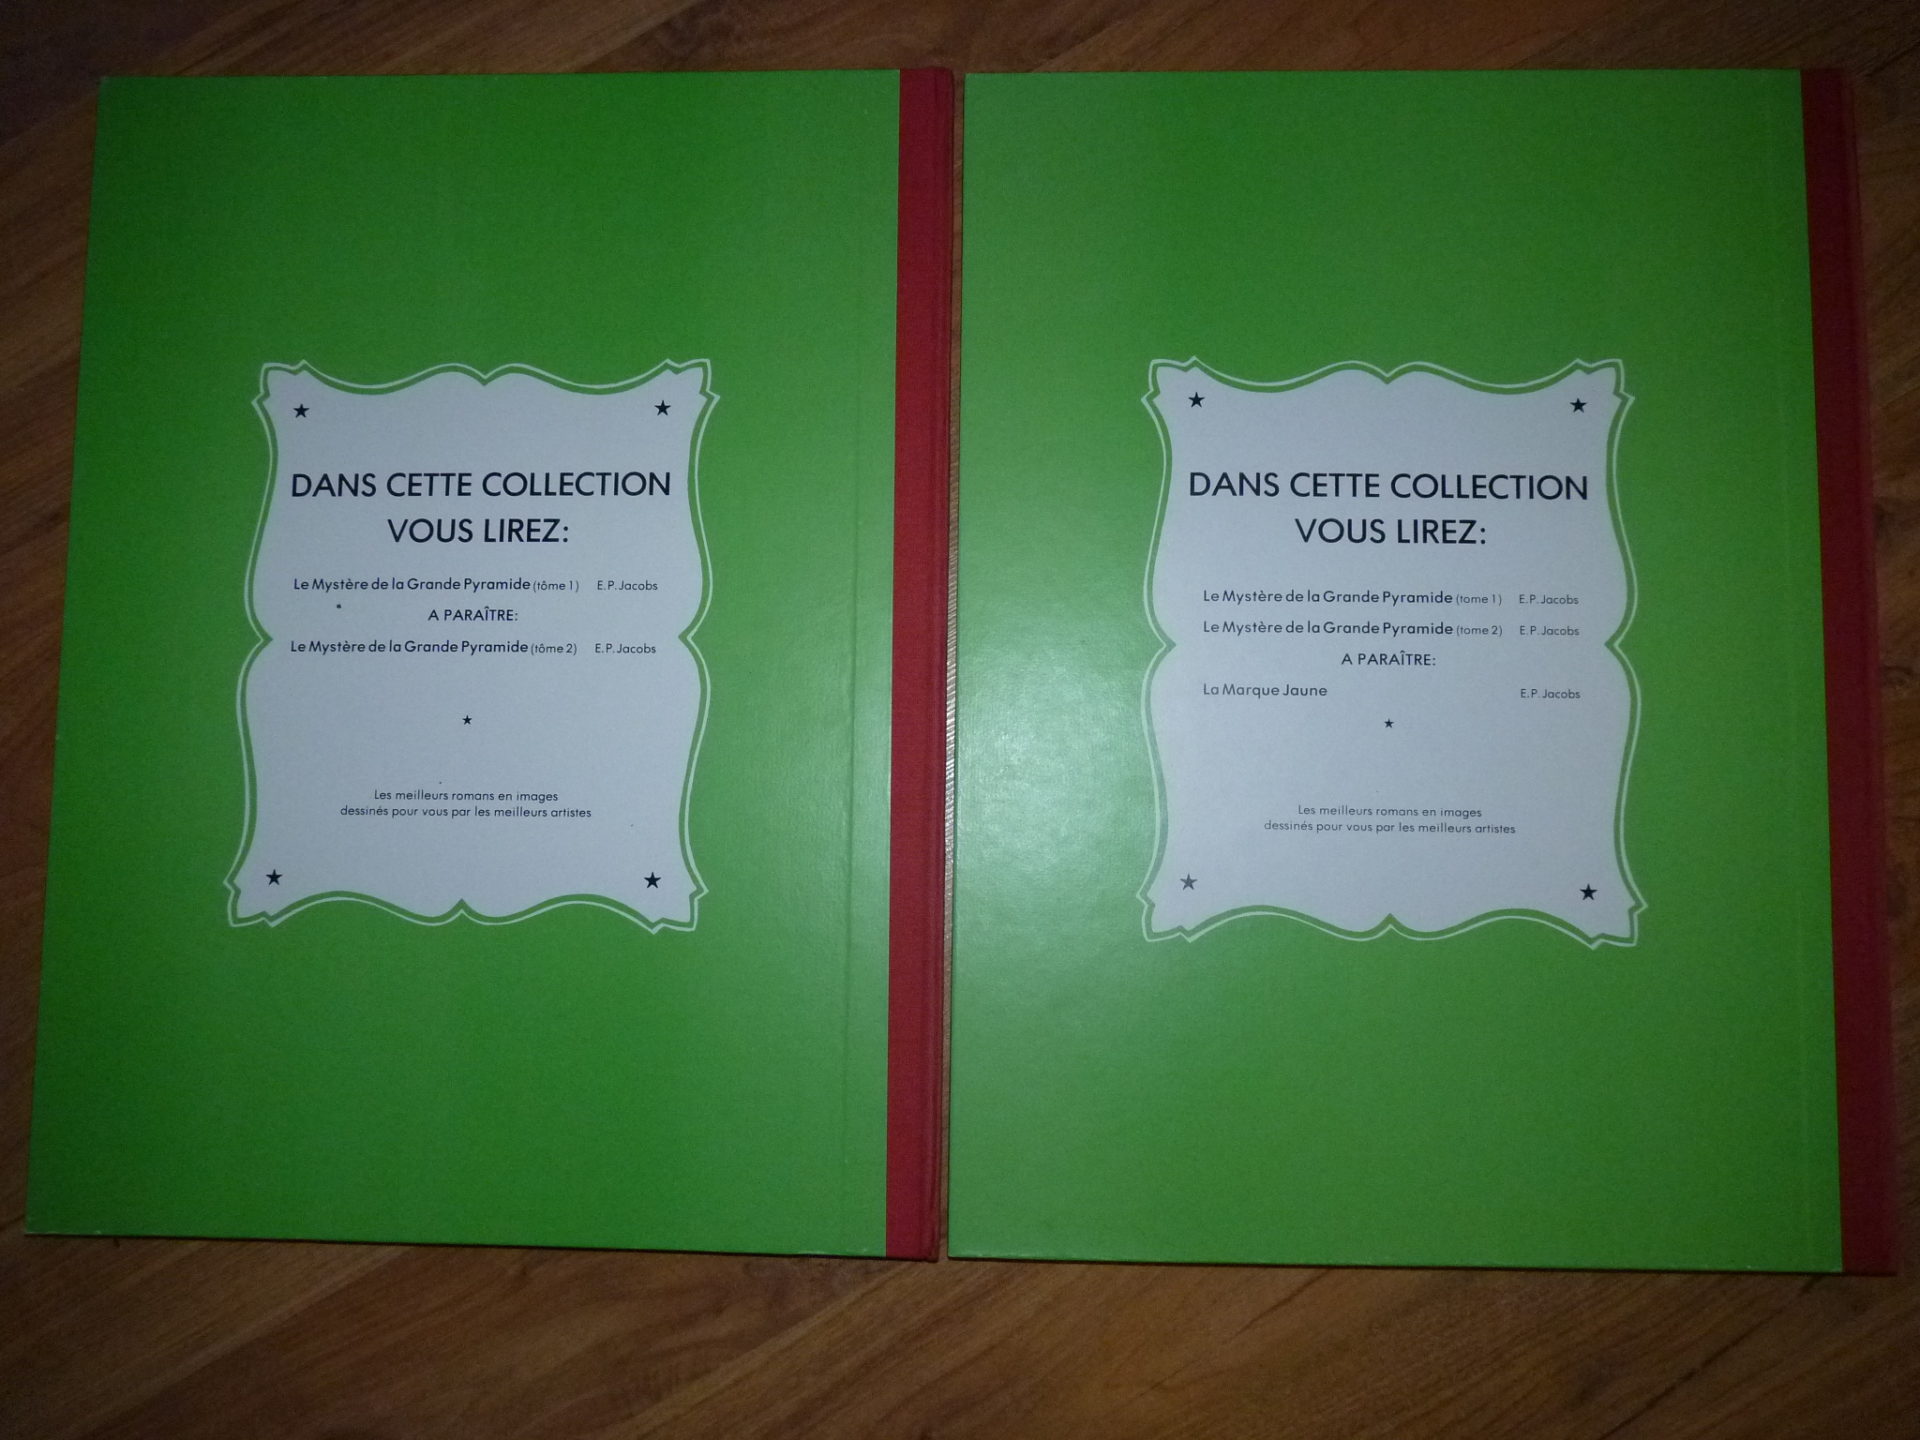 DANS CETTE COLLECTION
VOUS LIREZ:
Le Mystère de la Grande Pyramide (tôme 1) E.P. Jacobs
A PARAÎTRE:
Le Mystère de la Grande Pyramide (tôme 2) E.P. Jacobs
Les meilleurs romans en images
dessinés pour vous par les meilleurs artistes
DANS CETTE COLLECTION
VOUS LIREZ:
Le Mystère de la Grande Pyramide (tome 1) E.P. Jacobs
Le Mystère de la Grande Pyramide (tome 2) E.P. Jacobs
A PARAÎTRE:
La Marque Jaune E.P. Jacobs
Les meilleurs romans en images
dessinés pour vous par les meilleurs artistes